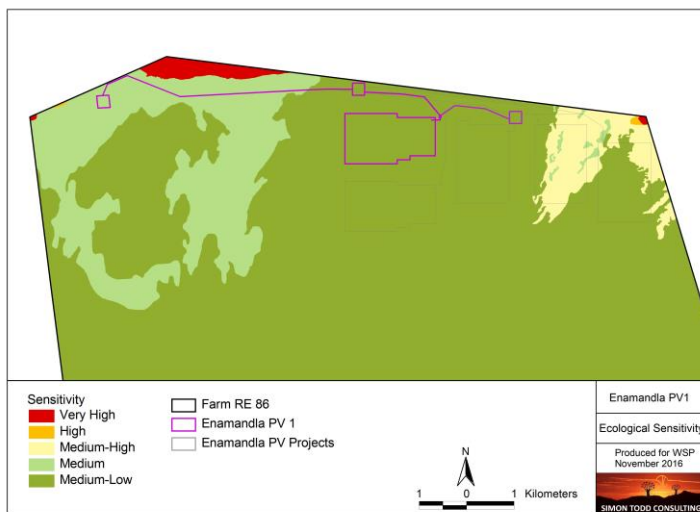 Sensitivity
Very High
High
Medium-High
Medium
Medium-Low
Farm RE 86
Enamandla PV 1
Enamandla PV Projects
N
1 0 1 Kilometers
Enamandla PV1
Ecological Sensitivity
Produced for WSP
November 2016
SIMON TODD CONSULTING